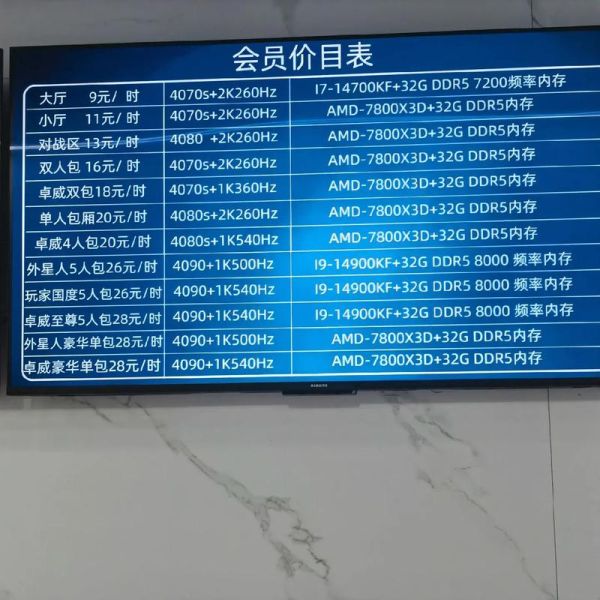 会员价目表
大厅 9元/ 时 4070s+2K260Hz I7-14700KF+32G DDR5 7200频率内存
小厅 11元/ 时 4070s+2K260Hz AMD-7800X3D+32G DDR5内存
对战区 13元/ 时 4080 +2K260Hz AMD-7800X3D+32G DDR5内存
双人包 16元/ 时 4070s+2K260Hz AMD-7800X3D+32G DDR5内存
卓威双包18元/时 4070s+1K360Hz AMD-7800X3D+32G DDR5内存
单人包厢20元/时 4080s+2K260Hz AMD-7800X3D+32G DDR5内存
卓威4人包20元/时 4080s+1K540Hz AMD-7800X3D+32G DDR5内存
外星人5人包26元/时 4090+1K500Hz I9-14900KF+32G DDR5 8000 频率内存
玩家国度5人包26元/时 4090+1K540Hz I9-14900KF+32G DDR5 8000 频率内存
卓威至尊5人包28元/时 4090+1K540Hz I9-14900KF+32G DDR5 8000 频率内存
外星人豪华单包28元/时 4090+1K500Hz AMD-7800X3D+32G DDR5内存
卓威豪华单包28元/时 4090+1K540Hz AMD-7800X3D+32G DDR5内存